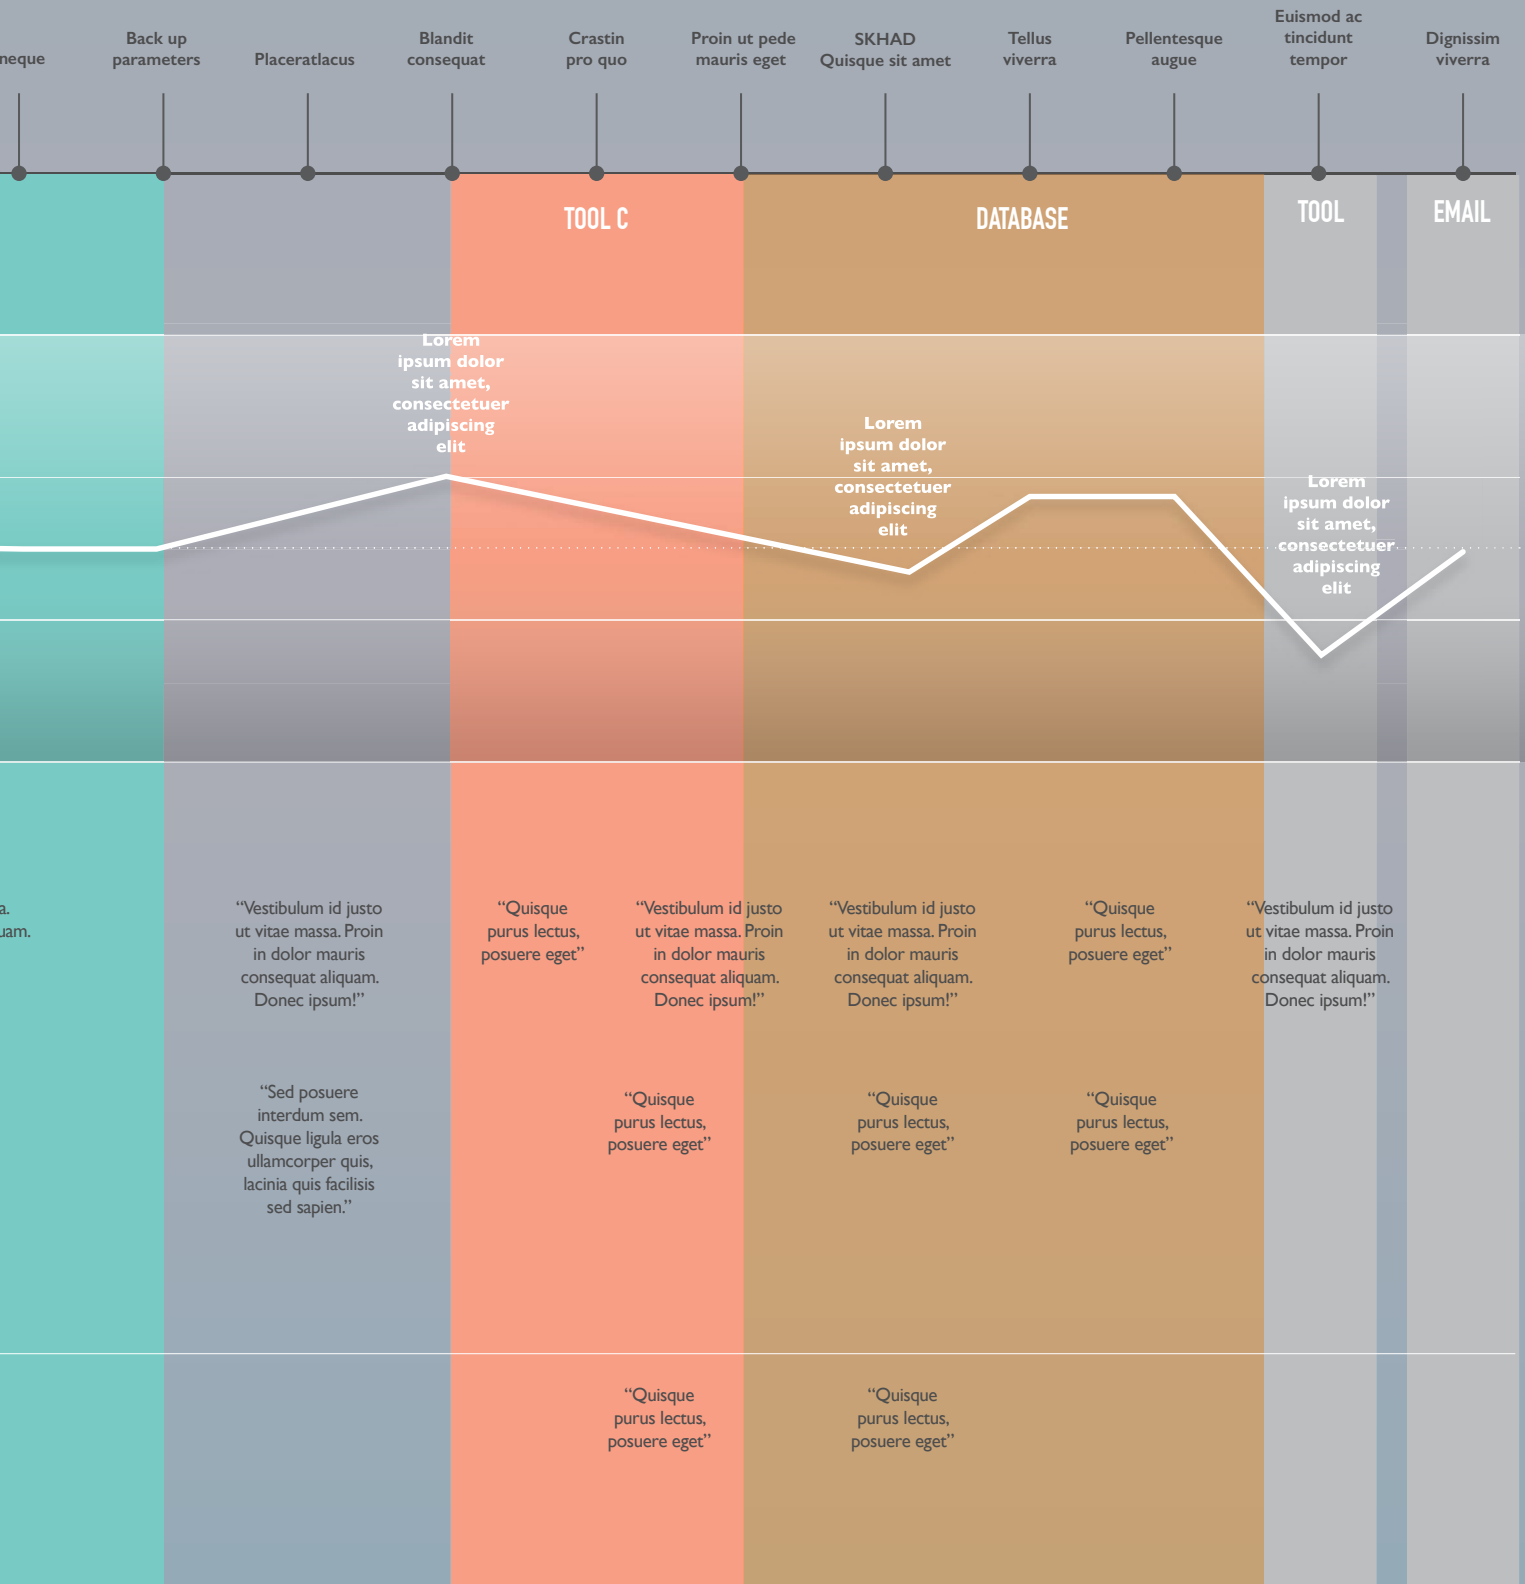 neque
Back up
parameters
Placeratlacus
Blandit
consequat
Crastin
pro quo
Proin ut pede
mauris eget
SKHAD
Quisque sit amet
Tellus
viverra
Pellentesque
augue
Euismod ac
tincidunt
tempor
Dignissim
viverra
TOOL C
DATABASE
TOOL
EMAIL
Lorem
ipsum dolor
sit amet,
consectetuer
adipiscing
elit
Lorem
ipsum dolor
sit amet,
consectetuer
adipiscing
elit
Lorem
ipsum dolor
sit amet,
consectetuer
adipiscing
elit
a.
uam.
“Vestibulum id justo
ut vitae massa. Proin
in dolor mauris
consequat aliquam.
Donec ipsum!”
“Quisque
purus lectus,
posuere eget”
“Vestibulum id justo
ut vitae massa. Proin
in dolor mauris
consequat aliquam.
Donec ipsum!”
“Vestibulum id justo
ut vitae massa. Proin
in dolor mauris
consequat aliquam.
Donec ipsum!”
“Quisque
purus lectus,
posuere eget”
“Vestibulum id justo
ut vitae massa. Proin
in dolor mauris
consequat aliquam.
Donec ipsum!”
“Sed posuere
interdum sem.
Quisque ligula eros
ullamcorper quis,
lacinia quis facilisis
sed sapien.”
“Quisque
purus lectus,
posuere eget”
“Quisque
purus lectus,
posuere eget”
“Quisque
purus lectus,
posuere eget”
“Quisque
purus lectus,
posuere eget”
“Quisque
purus lectus,
posuere eget”